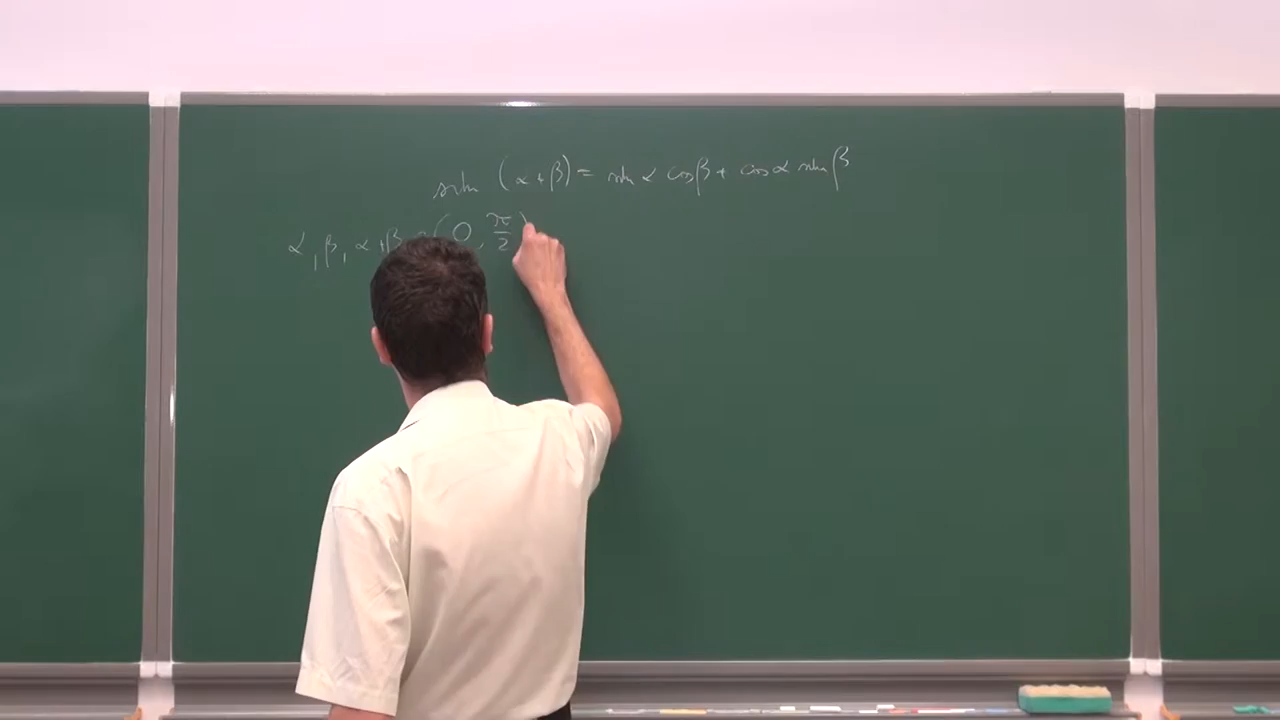 sin (α+β) = sin α cos β + cos α sin β
α, β, α+β ∈ (0, π/2)